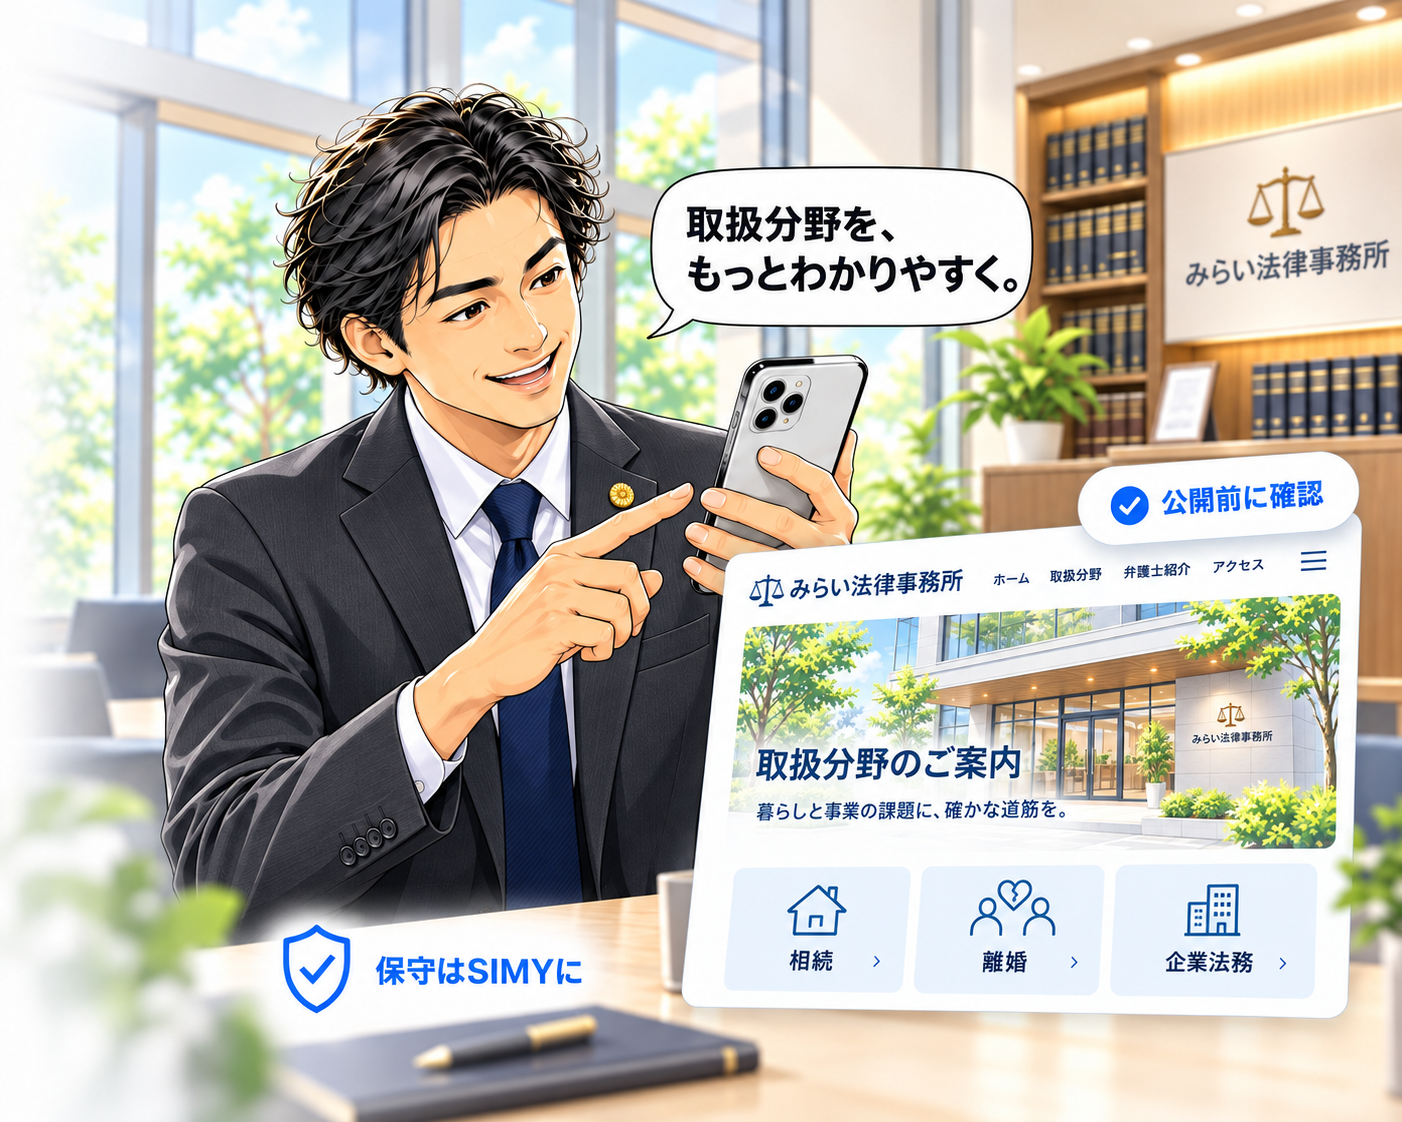 取扱分野を、
もっとわかりやすく。
みらい法律事務所
公開前に確認
みらい法律事務所
ホーム 取扱分野 弁護士紹介 アクセス
みらい法律事務所
取扱分野のご案内
暮らしと事業の課題に、確かな道筋を。
相続
離婚
企業法務
保守はSIMYに